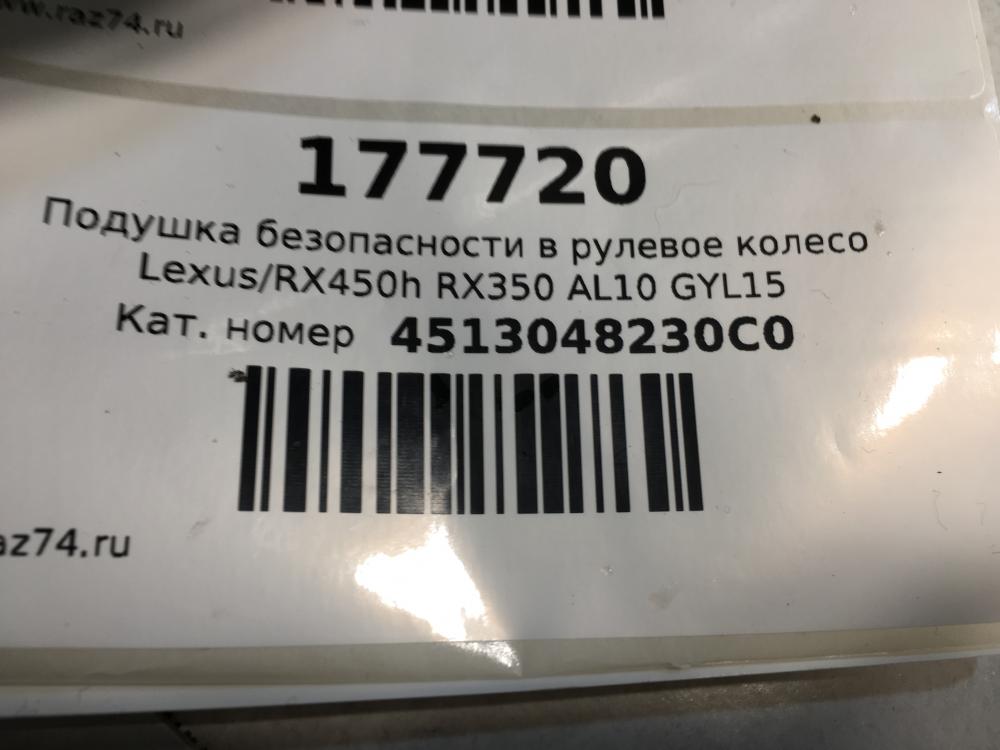 www.raz74.ru
177720
Подушка безопасности в рулевое колесо
Lexus/RX450h RX350 AL10 GYL15
Кат. номер 4513048230C0
az74.ru